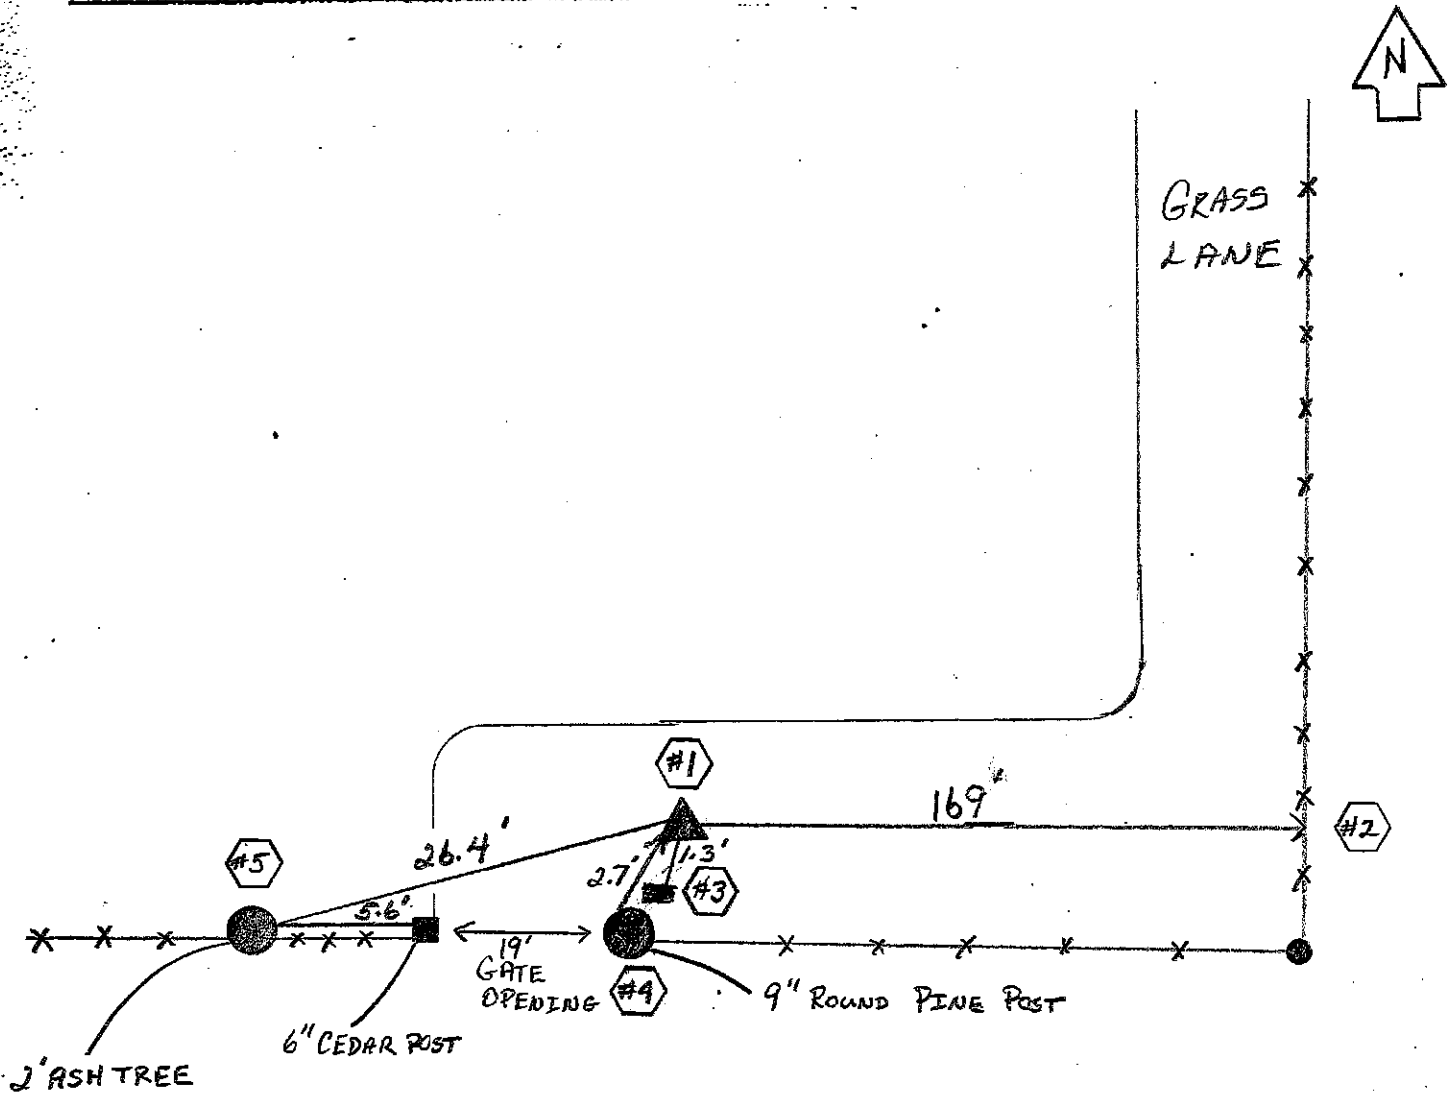 N
GRASS
LANE
#1
169'
#2
26.4'
1.3'
2.7'
#3
#5
5.6'
19'
GATE
OPENING
#4
9" ROUND PINE POST
6" CEDAR POST
2' ASH TREE